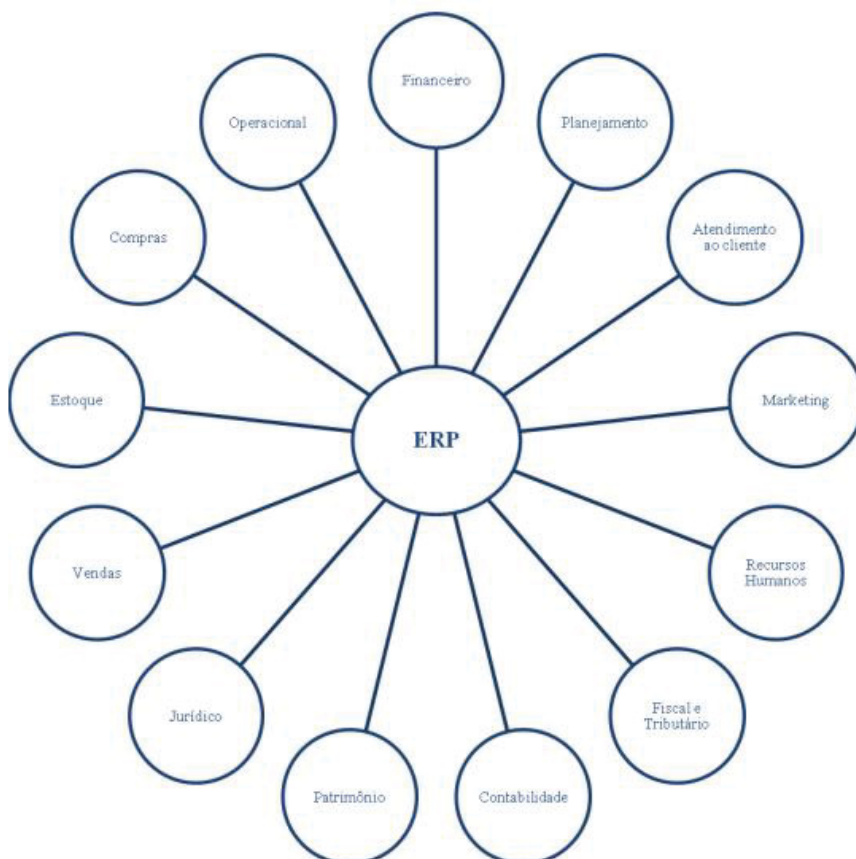 Financeiro
Planejamento
Atendimento
ao cliente
Marketing
Recursos
Humanos
Fiscal e
Tributário
Contabilidade
Patrimônio
Jurídico
Vendas
Estoque
Compras
Operacional
ERP